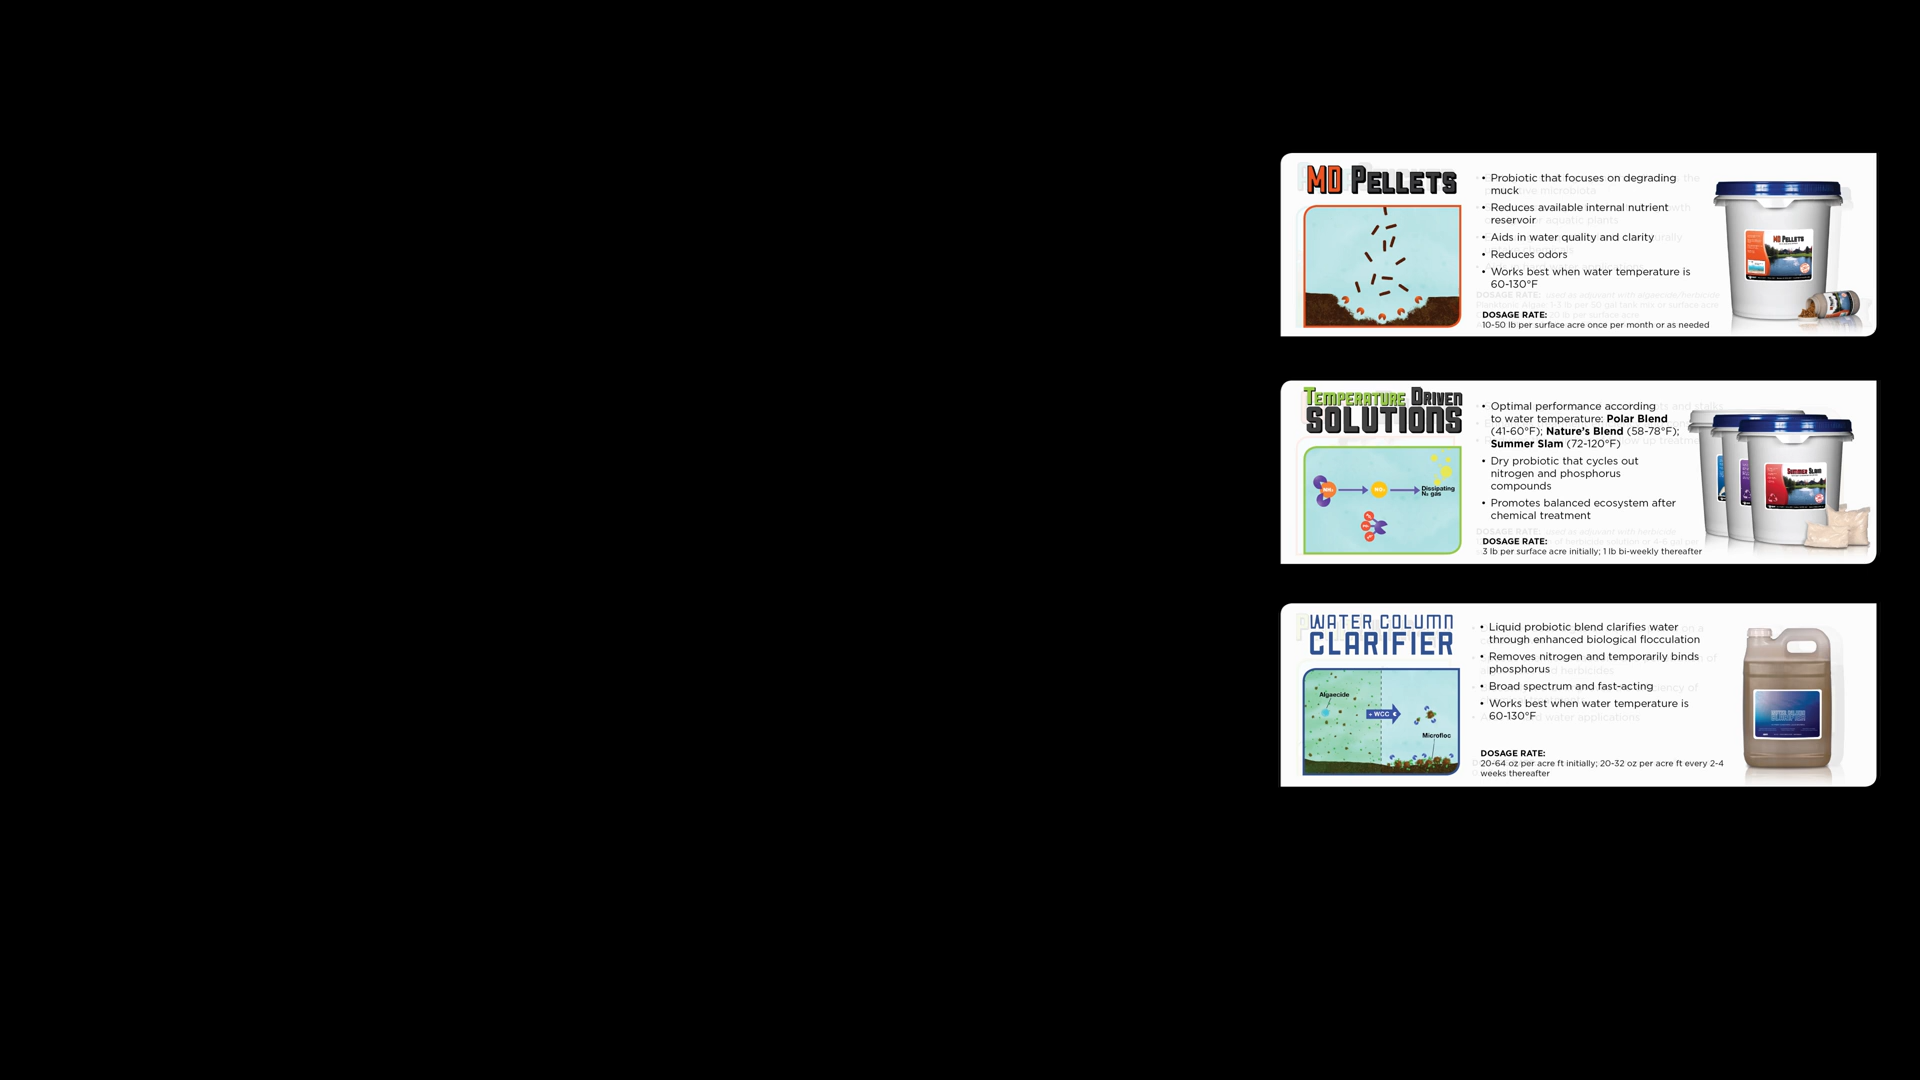 MD PELLETS
• Probiotic that focuses on degrading
muck
• Reduces available internal nutrient
reservoir
• Aids in water quality and clarity
• Reduces odors
• Works best when water temperature is
60-130°F
DOSAGE RATE:
10-50 lb per surface acre once per month or as needed
MD PELLETS
TEMPERATURE DRIVEN
SOLUTIONS
• Optimal performance according
to water temperature: Polar Blend
(41-60°F); Nature's Blend (58-78°F);
Summer Slam (72-120°F)
• Dry probiotic that cycles out
nitrogen and phosphorus
compounds
• Promotes balanced ecosystem after
chemical treatment
DOSAGE RATE:
3 lb per surface acre initially; 1 lb bi-weekly thereafter
Dissipating
N₂ gas
SUMMER SLAM
WATER COLUMN
CLARIFIER
• Liquid probiotic blend clarifies water
through enhanced biological flocculation
• Removes nitrogen and temporarily binds
phosphorus
• Broad spectrum and fast-acting
• Works best when water temperature is
60-130°F
DOSAGE RATE:
20-64 oz per acre ft initially; 20-32 oz per acre ft every 2-4
weeks thereafter
Algaecide
+ WCC
Microfloc
WATER COLUMN
CLARIFIER